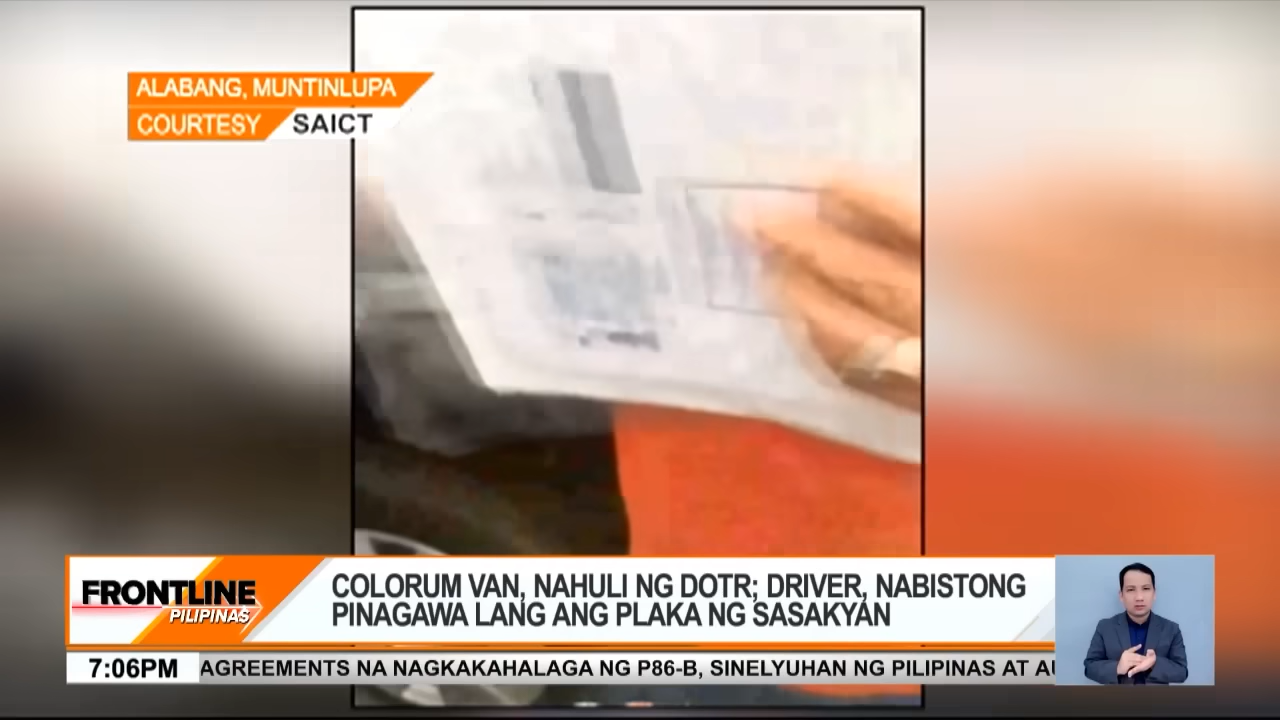 ALABANG, MUNTINLUPA
COURTESY SAICT
FRONTLINE
PILIPINAS
COLORUM VAN, NAHULI NG DOTR; DRIVER, NABISTONG
PINAGAWA LANG ANG PLAKA NG SASAKYAN
7:06PM AGREEMENTS NA NAGKAKAHALAGA NG P86-B, SINELYUHAN NG PILIPINAS AT